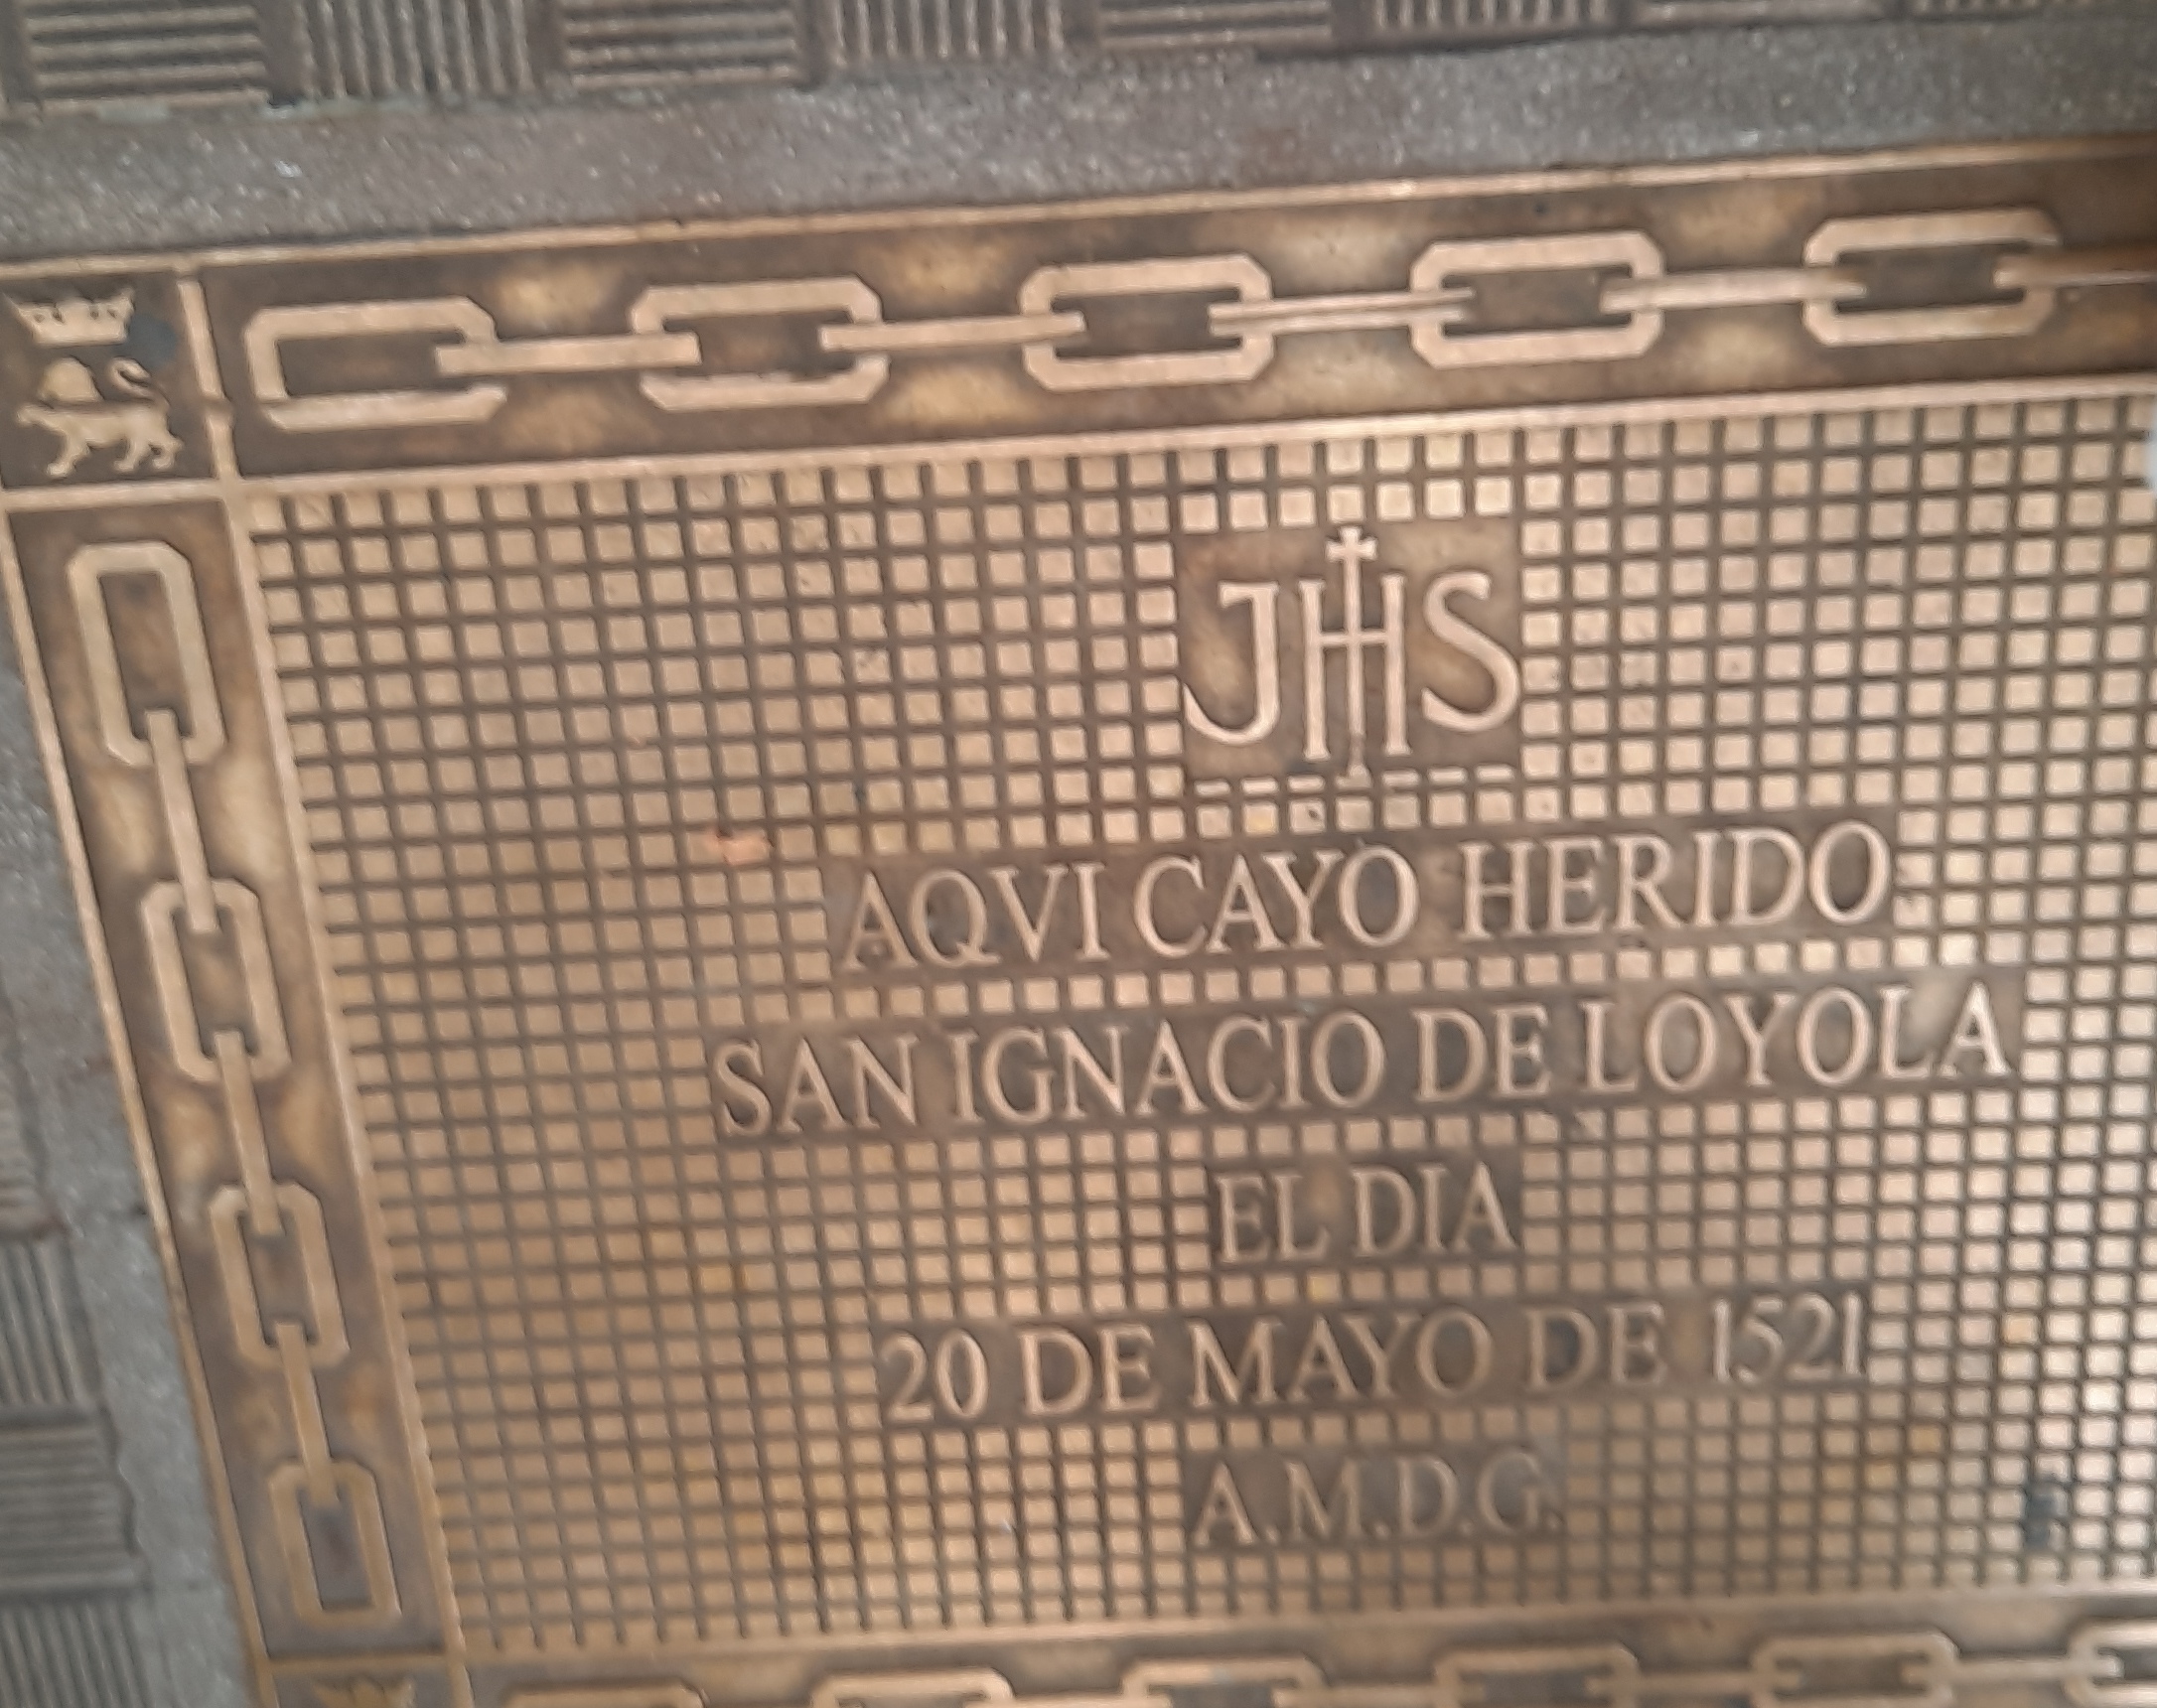 JHS
AQVI CAYO HERIDO
SAN IGNACIO DE LOYOLA
EL DIA
20 DE MAYO DE 1521
A.M.D.G.